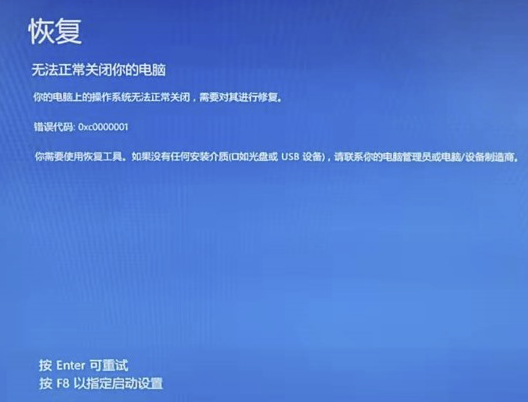 恢复
无法正常关闭你的电脑
你的电脑上的操作系统无法正常关闭，需要对其进行修复。
错误代码: 0xc0000001
你需要使用恢复工具。如果没有任何安装介质(口如光盘或 USB 设备)，请联系你的电脑管理员或电脑/设备制造商。
按 Enter 可重试
按 F8 以指定启动设置